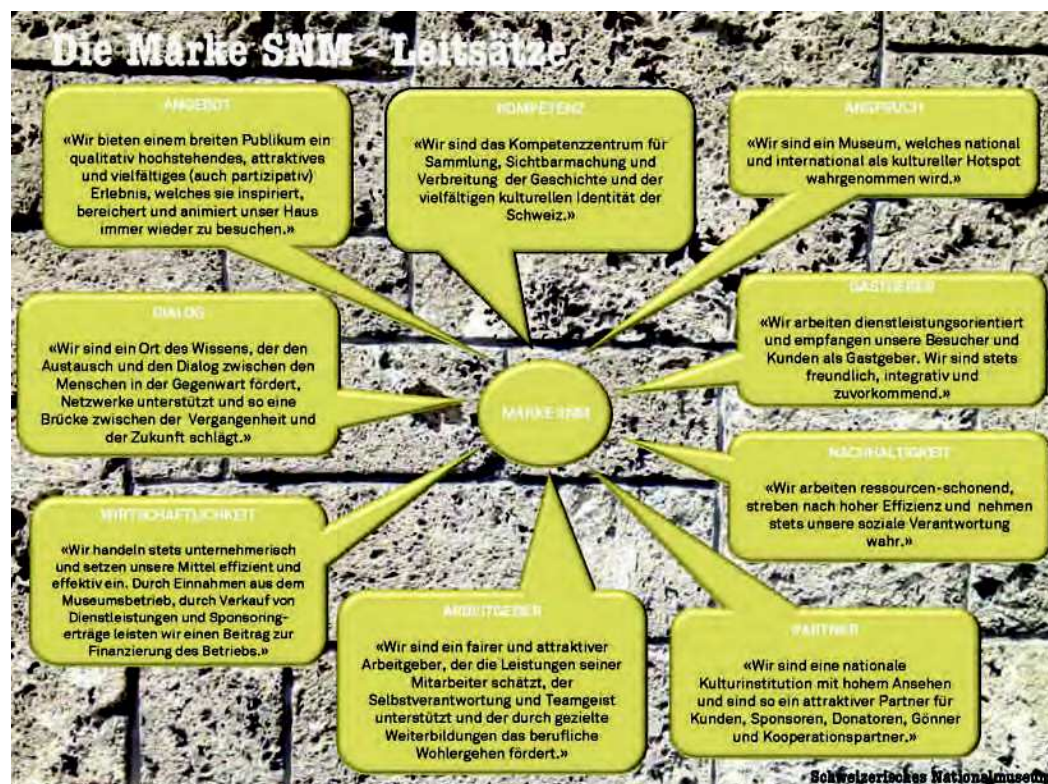 Die Marke SNM - Leitsätze
ANGEBOT
«Wir bieten einem breiten Publikum ein
qualitativ hochstehendes, attraktives
und vielfältiges (auch partizipativ)
Erlebnis, welches sie inspiriert,
bereichert und animiert unser Haus
immer wieder zu besuchen.»
KOMPETENZ
«Wir sind das Kompetenzzentrum für
Sammlung, Sichtbarmachung und
Verbreitung der Geschichte und der
vielfältigen kulturellen Identität der
Schweiz.»
ANSPRUCH
«Wir sind ein Museum, welches national
und international als kultureller Hotspot
wahrgenommen wird.»
DIALOG
«Wir sind ein Ort des Wissens, der den
Austausch und den Dialog zwischen den
Menschen in der Gegenwart fördert,
Netzwerke unterstützt und so eine
Brücke zwischen der Vergangenheit und
der Zukunft schlägt.»
MARKE SNM
GASTGEBER
«Wir arbeiten dienstleistungsorientiert
und empfangen unsere Besucher und
Kunden als Gastgeber. Wir sind stets
freundlich, integrativ und
zuvorkommend.»
WIRTSCHAFTLICHKEIT
«Wir handeln stets unternehmerisch
und setzen unsere Mittel effizient und
effektiv ein. Durch Einnahmen aus dem
Museumsbetrieb, durch Verkauf von
Dienstleistungen und Sponsoring-
erträge leisten wir einen Beitrag zur
Finanzierung des Betriebs.»
NACHHALTIGKEIT
«Wir arbeiten ressourcen-schonend,
streben nach hoher Effizienz und nehmen
stets unsere soziale Verantwortung
wahr.»
ARBEITGEBER
«Wir sind ein fairer und attraktiver
Arbeitgeber, der die Leistungen seiner
Mitarbeiter schätzt, der
Selbstverantwortung und Teamgeist
unterstützt und der durch gezielte
Weiterbildungen das berufliche
Wohlergehen fördert.»
PARTNER
«Wir sind eine nationale
Kulturinstitution mit hohem Ansehen
und sind so ein attraktiver Partner für
Kunden, Sponsoren, Donatoren, Gönner
und Kooperationspartner.»
Schweizerisches Nationalmuseum